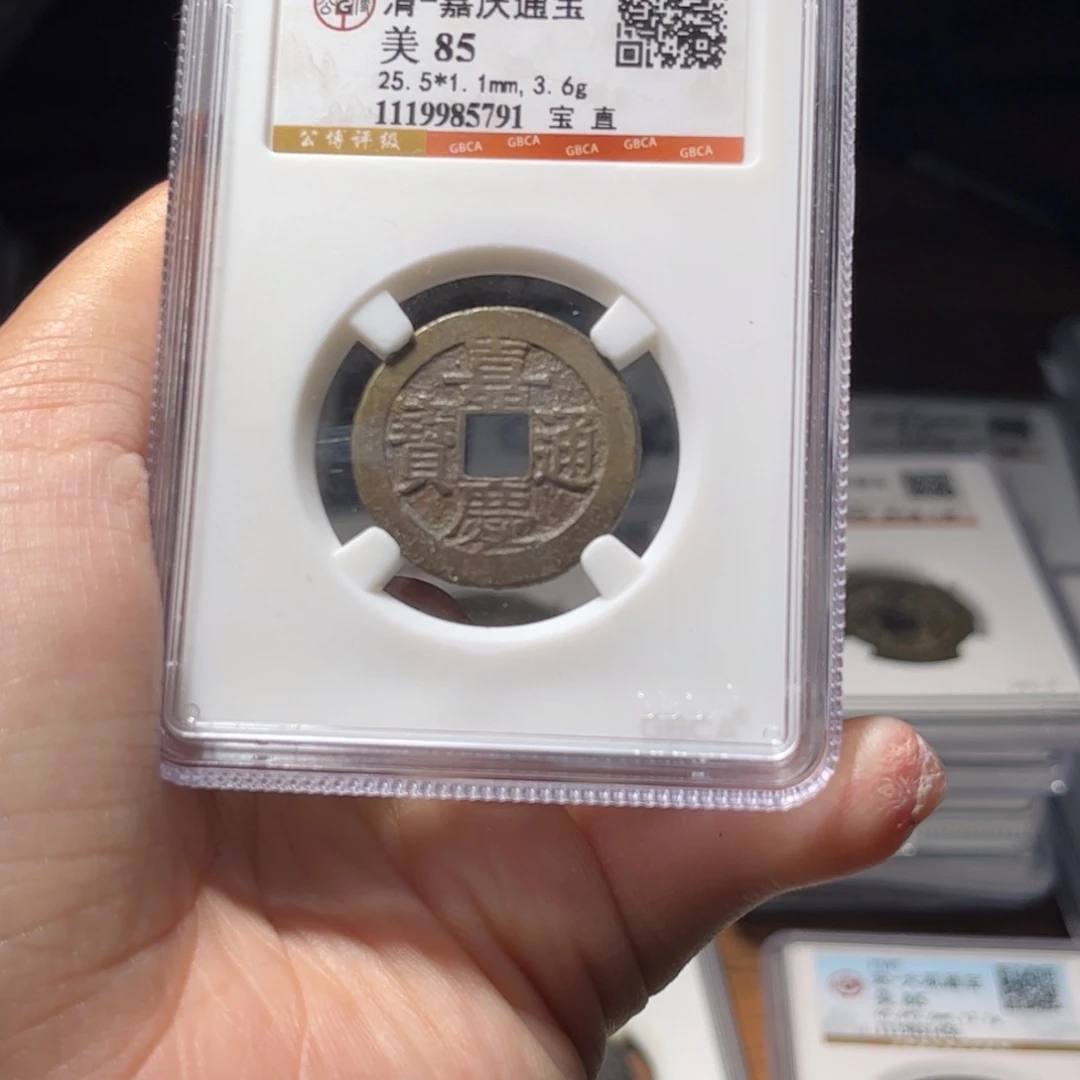 清-嘉庆通宝
美 85
25.5*1.1mm, 3.6g
1119985791 宝 直
公博评级 GBCA GBCA GBCA GBCA GBCA
嘉
寶 通
慶